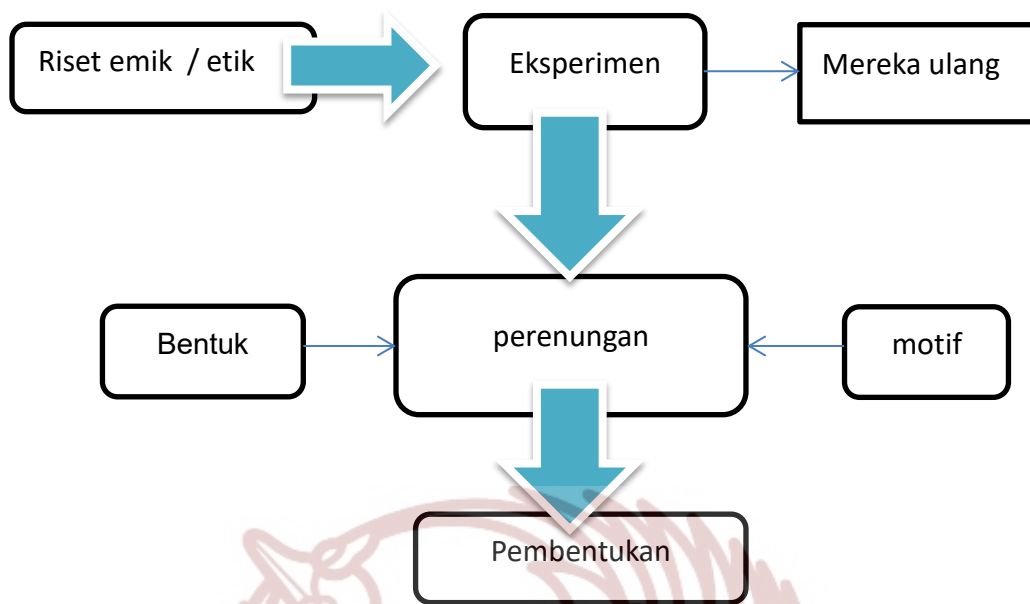 Riset emik / etik
Eksperimen
Mereka ulang
Bentuk
perenungan
motif
Pembentukan